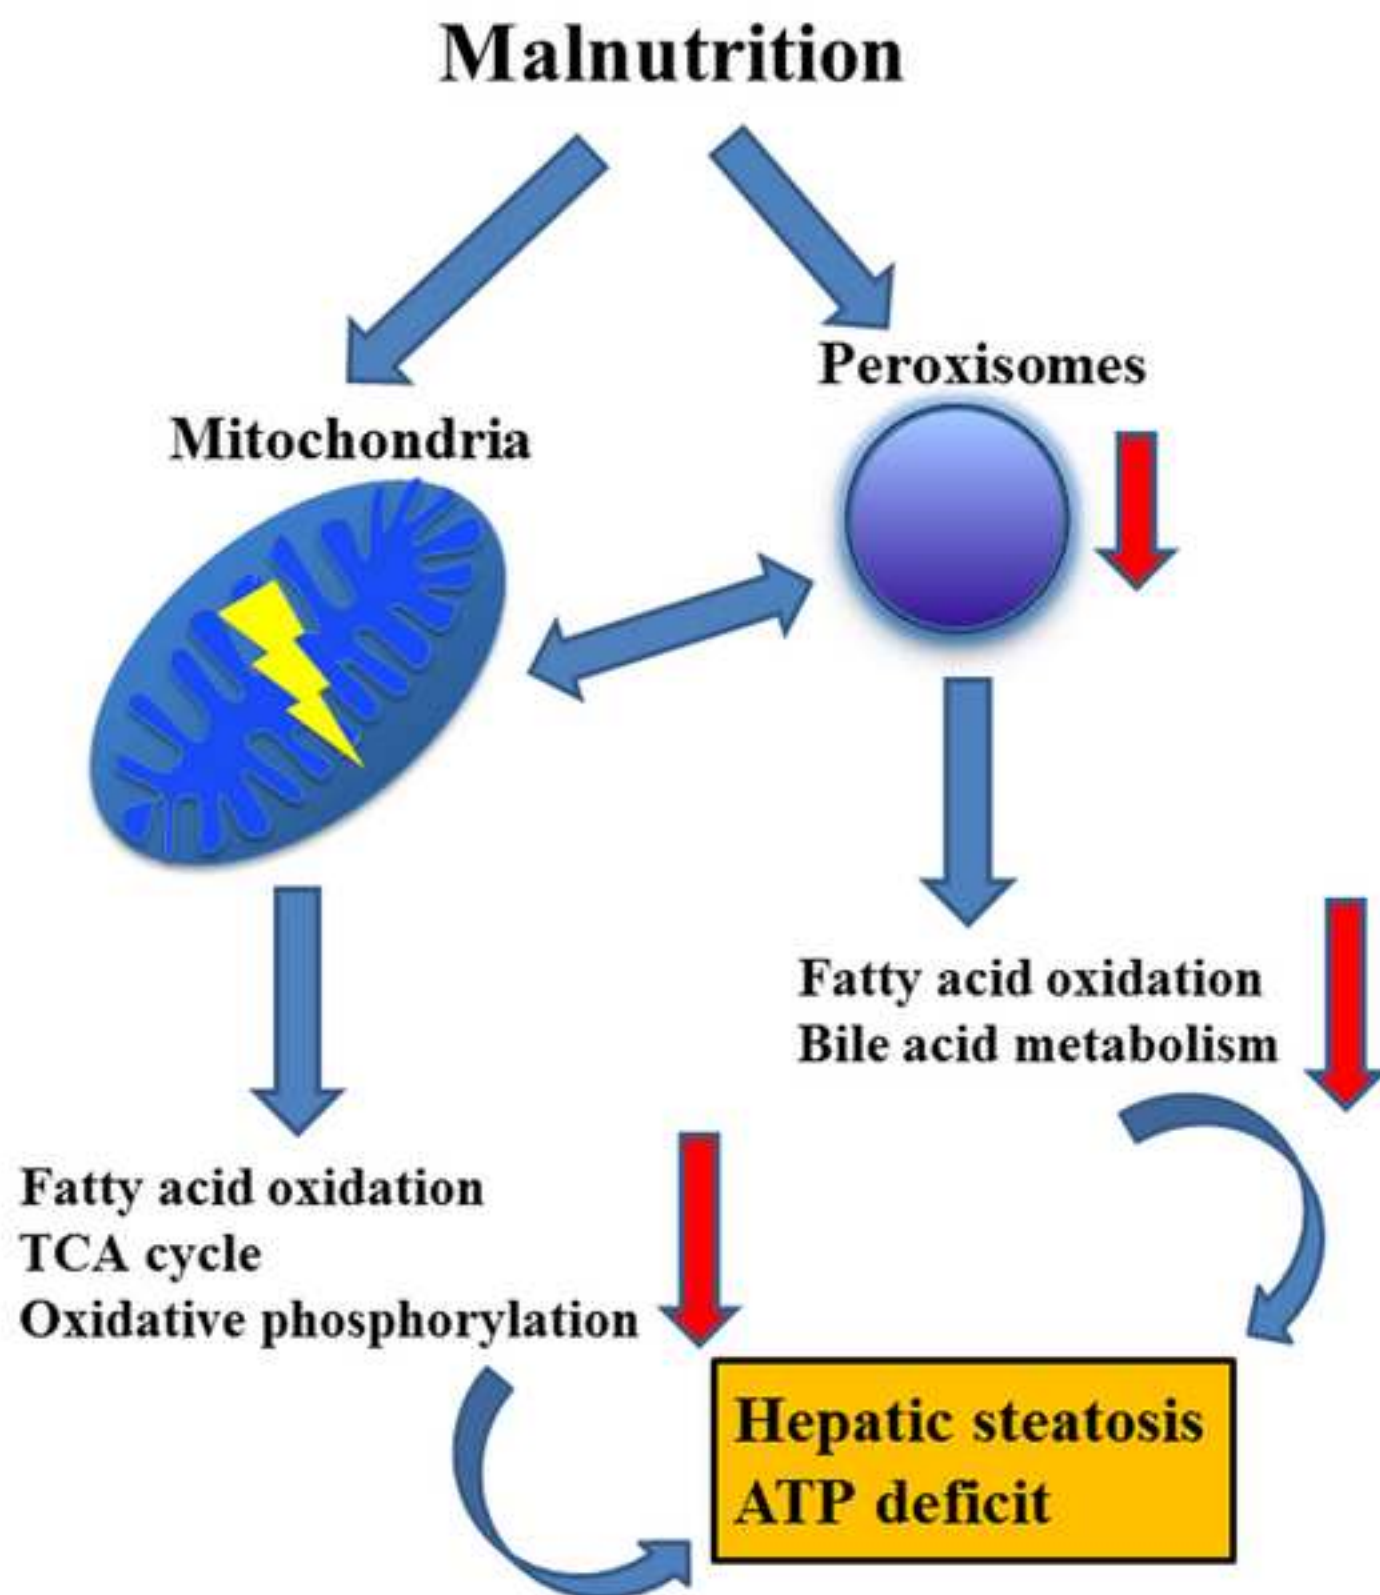 Malnutrition
Peroxisomes
Mitochondria
Fatty acid oxidation
Bile acid metabolism
Fatty acid oxidation
TCA cycle
Oxidative phosphorylation
Hepatic steatosis
ATP deficit